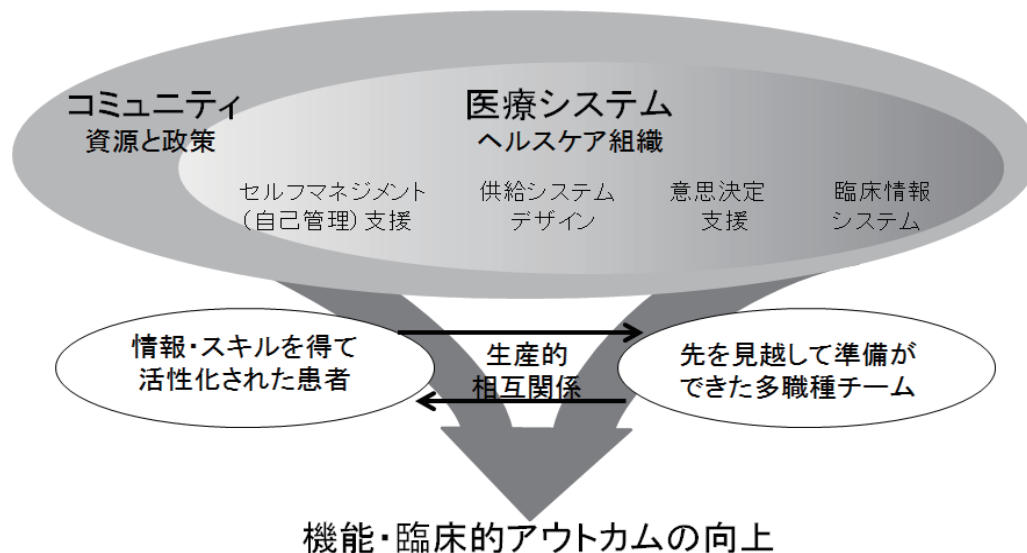 コミュニティ
資源と政策
医療システム
ヘルスケア組織
セルフマネジメント
(自己管理)支援
供給システム
デザイン
意思決定
支援
臨床情報
システム
情報・スキルを得て
活性化された患者
生産的
相互関係
先を見越して準備が
できた多職種チーム
機能・臨床的アウトカムの向上